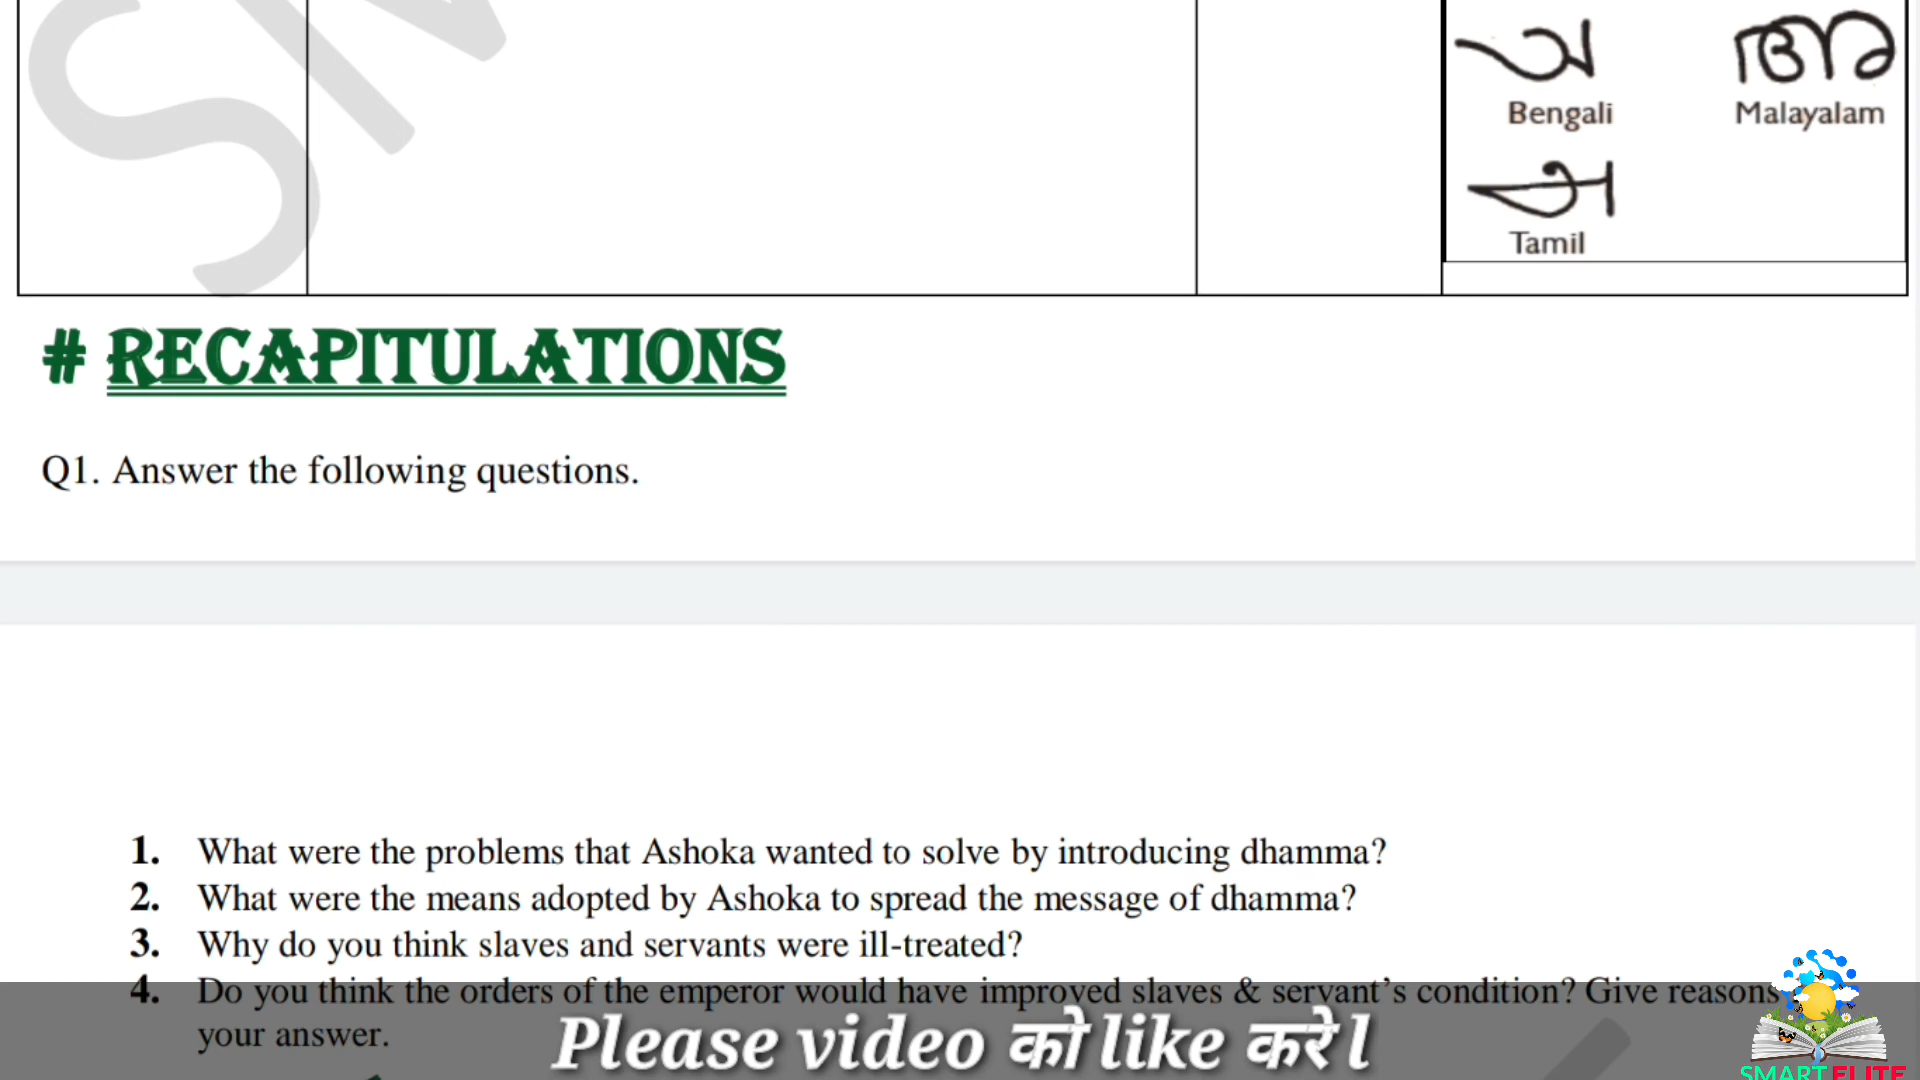 অ അ
Bengali Malayalam
அ
Tamil
# RECAPITULATIONS
Q1. Answer the following questions.
1. What were the problems that Ashoka wanted to solve by introducing dhamma?
2. What were the means adopted by Ashoka to spread the message of dhamma?
3. Why do you think slaves and servants were ill-treated?
4. Do you think the orders of the emperor would have improved slaves & servant's condition? Give reasons
your answer.
Please video को like करे l
SMART ELITE